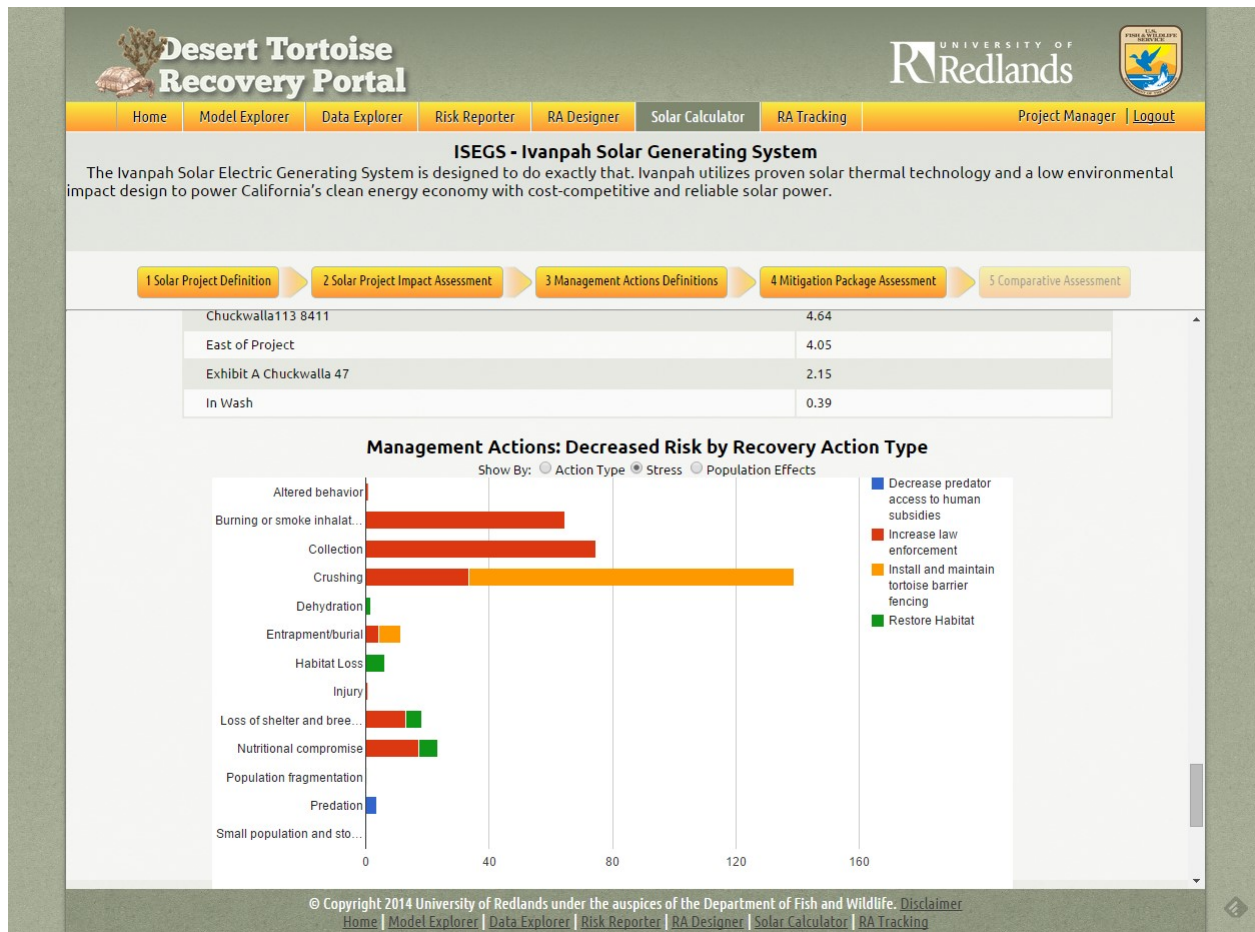 Desert Tortoise
Recovery Portal
UNIVERSITY OF
Redlands
U.S.
FISH & WILDLIFE
SERVICE
Home Model Explorer Data Explorer Risk Reporter RA Designer Solar Calculator RA Tracking Project Manager | Logout
ISEGS - Ivanpah Solar Generating System
The Ivanpah Solar Electric Generating System is designed to do exactly that. Ivanpah utilizes proven solar thermal technology and a low environmental
impact design to power California's clean energy economy with cost-competitive and reliable solar power.
1 Solar Project Definition 2 Solar Project Impact Assessment 3 Management Actions Definitions 4 Mitigation Package Assessment 5 Comparative Assessment
Chuckwalla113 8411 4.64
East of Project 4.05
Exhibit A Chuckwalla 47 2.15
In Wash 0.39
Management Actions: Decreased Risk by Recovery Action Type
Show By: Action Type Stress Population Effects
Altered behavior
Burning or smoke inhalat...
Collection
Crushing
Dehydration
Entrapment/burial
Habitat Loss
Injury
Loss of shelter and bree...
Nutritional compromise
Population fragmentation
Predation
Small population and sto...
0 40 80 120 160
Decrease predator
access to human
subsidies
Increase law
enforcement
Install and maintain
tortoise barrier
fencing
Restore Habitat
© Copyright 2014 University of Redlands under the auspices of the Department of Fish and Wildlife. Disclaimer
Home | Model Explorer | Data Explorer | Risk Reporter | RA Designer | Solar Calculator | RA Tracking